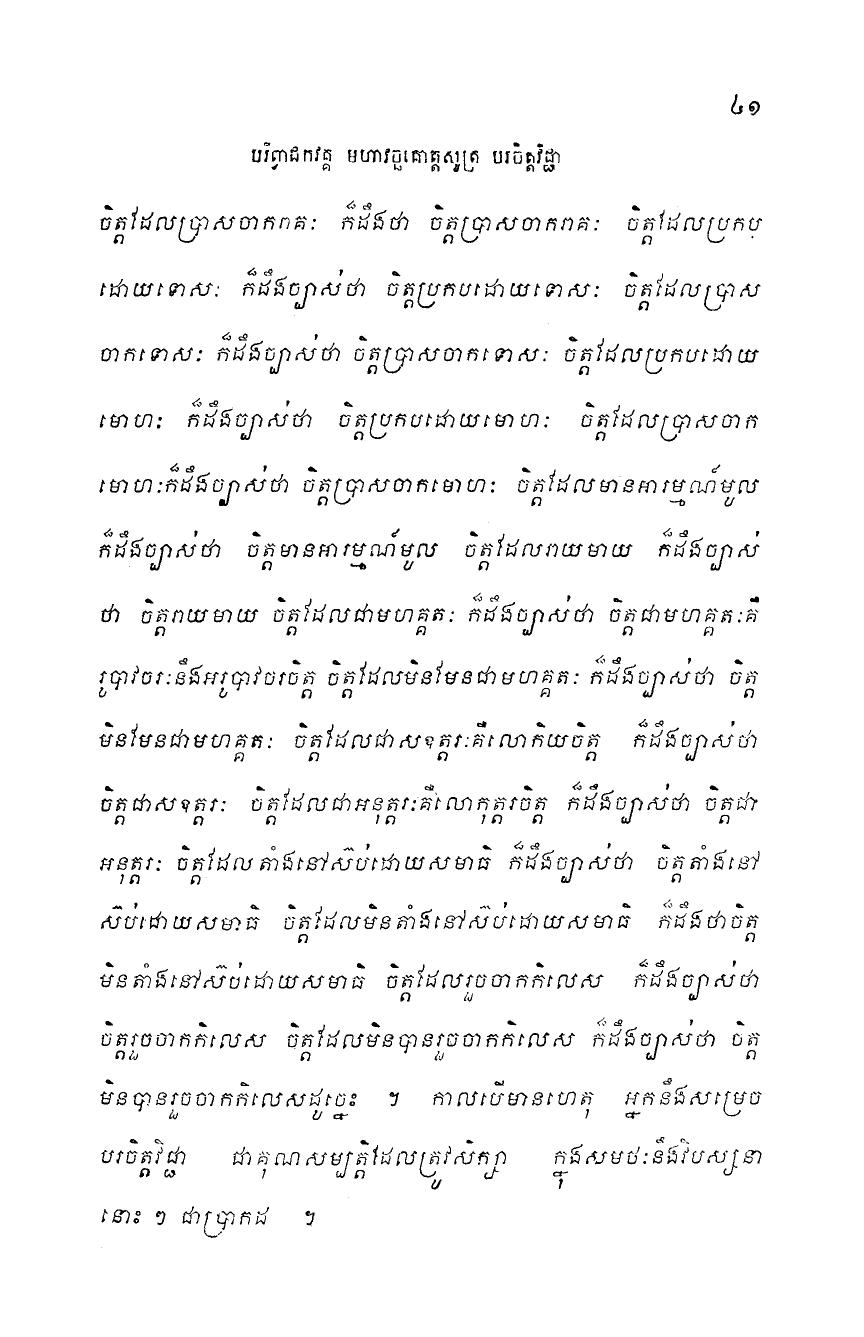 ៤១
បរិព្វាជកវគ្គ មហាវច្ឆគោត្តសូត្រ បរចិត្តវិជ្ជា
ចិត្តដែលប្រាសចាករាគៈ ក៏ដឹងថា ចិត្តប្រាសចាករាគៈ ចិត្តដែលប្រកប
ដោយទោសៈ ក៏ដឹងច្បាស់ថា ចិត្តប្រកបដោយទោសៈ ចិត្តដែលប្រាស
ចាកទោសៈ ក៏ដឹងច្បាស់ថា ចិត្តប្រាសចាកទោសៈ ចិត្តដែលប្រកបដោយ
មោហៈ ក៏ដឹងច្បាស់ថា ចិត្តប្រកបដោយមោហៈ ចិត្តដែលប្រាសចាក
មោហៈក៏ដឹងច្បាស់ថា ចិត្តប្រាសចាកមោហៈ ចិត្តដែលមានអារម្មណ៍មូល
ក៏ដឹងច្បាស់ថា ចិត្តមានអារម្មណ៍មូល ចិត្តដែលរាយមាយ ក៏ដឹងច្បាស់
ថា ចិត្តរាយមាយ ចិត្តដែលជាមហគ្គតៈ ក៏ដឹងច្បាស់ថា ចិត្តជាមហគ្គតៈគឺ
រូបាវចរៈនឹងអរូបាវចរចិត្ត ចិត្តដែលមិនមែនជាមហគ្គតៈ ក៏ដឹងច្បាស់ថា ចិត្ត
មិនមែនជាមហគ្គតៈ ចិត្តដែលជាសឧត្តរៈគឺលោកិយចិត្ត ក៏ដឹងច្បាស់ថា
ចិត្តជាសឧត្តរៈ ចិត្តដែលជាអនុត្តរៈគឺលោកុត្តរចិត្ត ក៏ដឹងច្បាស់ថា ចិត្តជា
អនុត្តរៈ ចិត្តដែលតាំងនៅស៊ប់ដោយសមាធិ ក៏ដឹងច្បាស់ថា ចិត្តតាំងនៅ
ស៊ប់ដោយសមាធិ ចិត្តដែលមិនតាំងនៅស៊ប់ដោយសមាធិ ក៏ដឹងថាចិត្ត
មិនតាំងនៅស៊ប់ដោយសមាធិ ចិត្តដែលរួចចាកកិលេស ក៏ដឹងច្បាស់ថា
ចិត្តរួចចាកកិលេស ចិត្តដែលមិនបានរួចចាកកិលេស ក៏ដឹងច្បាស់ថា ចិត្ត
មិនបានរួចចាកកិលេសដូច្នេះ ។ កាលបើមានហេតុ អ្នកនឹងសម្រេច
បរចិត្តវិជ្ជា ជាគុណសម្បត្តិដែលត្រូវសិក្សា ក្នុងសមថៈនឹងវិបស្សនា
នោះ ៗ ជាប្រាកដ ។